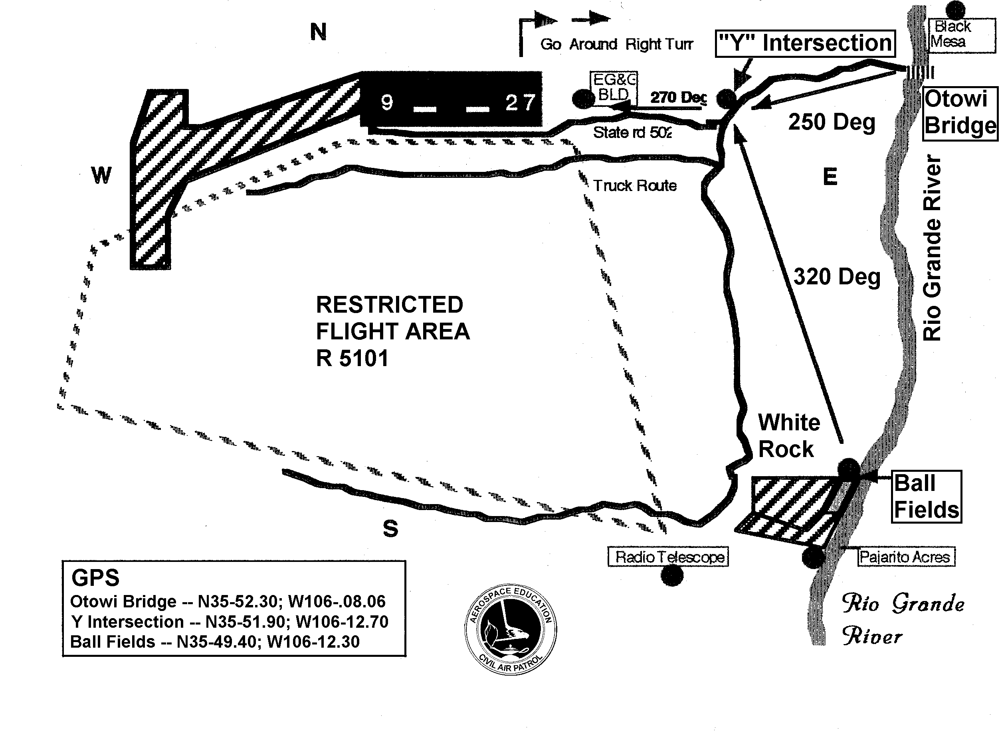 N
Go Around Right Turr
"Y" Intersection
Black
Mesa
EG&G
BLD
270 Deg
9
27
Otowi
Bridge
250 Deg
State rd 502
W
E
Truck Route
Rio Grande River
320 Deg
RESTRICTED
FLIGHT AREA
R 5101
White
Rock
Ball
Fields
S
Radio Telescope
Pajarito Acres
GPS
Otowi Bridge -- N35-52.30; W106-.08.06
Y Intersection -- N35-51.90; W106-12.70
Ball Fields -- N35-49.40; W106-12.30
AEROSPACE EDUCATION
CIVIL AIR PATROL
Rio Grande
River